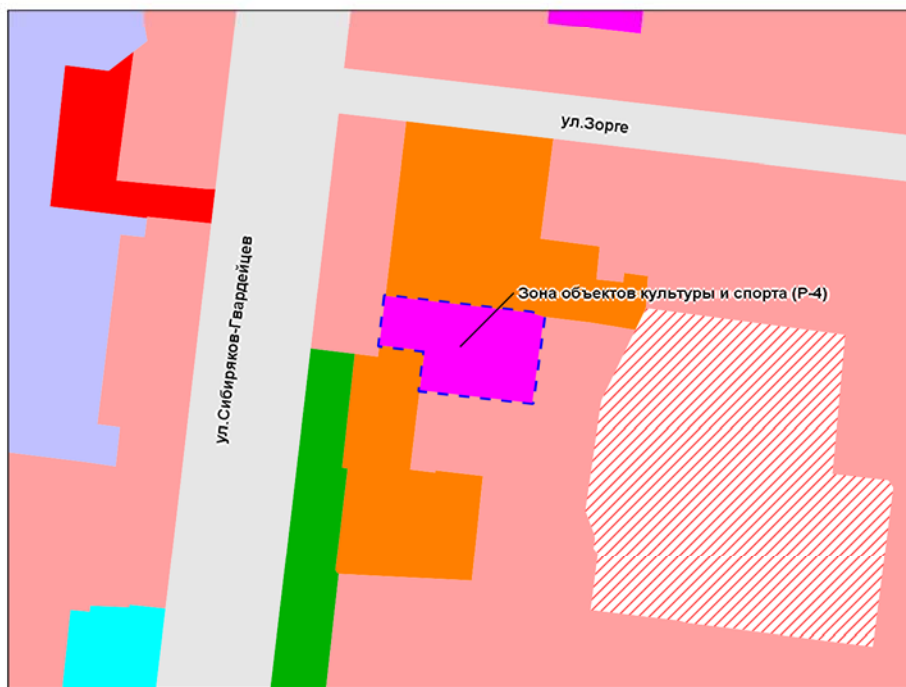 ул.Зорге
Зона объектов культуры и спорта (Р-4)
ул.Сибиряков-Гвардейцев